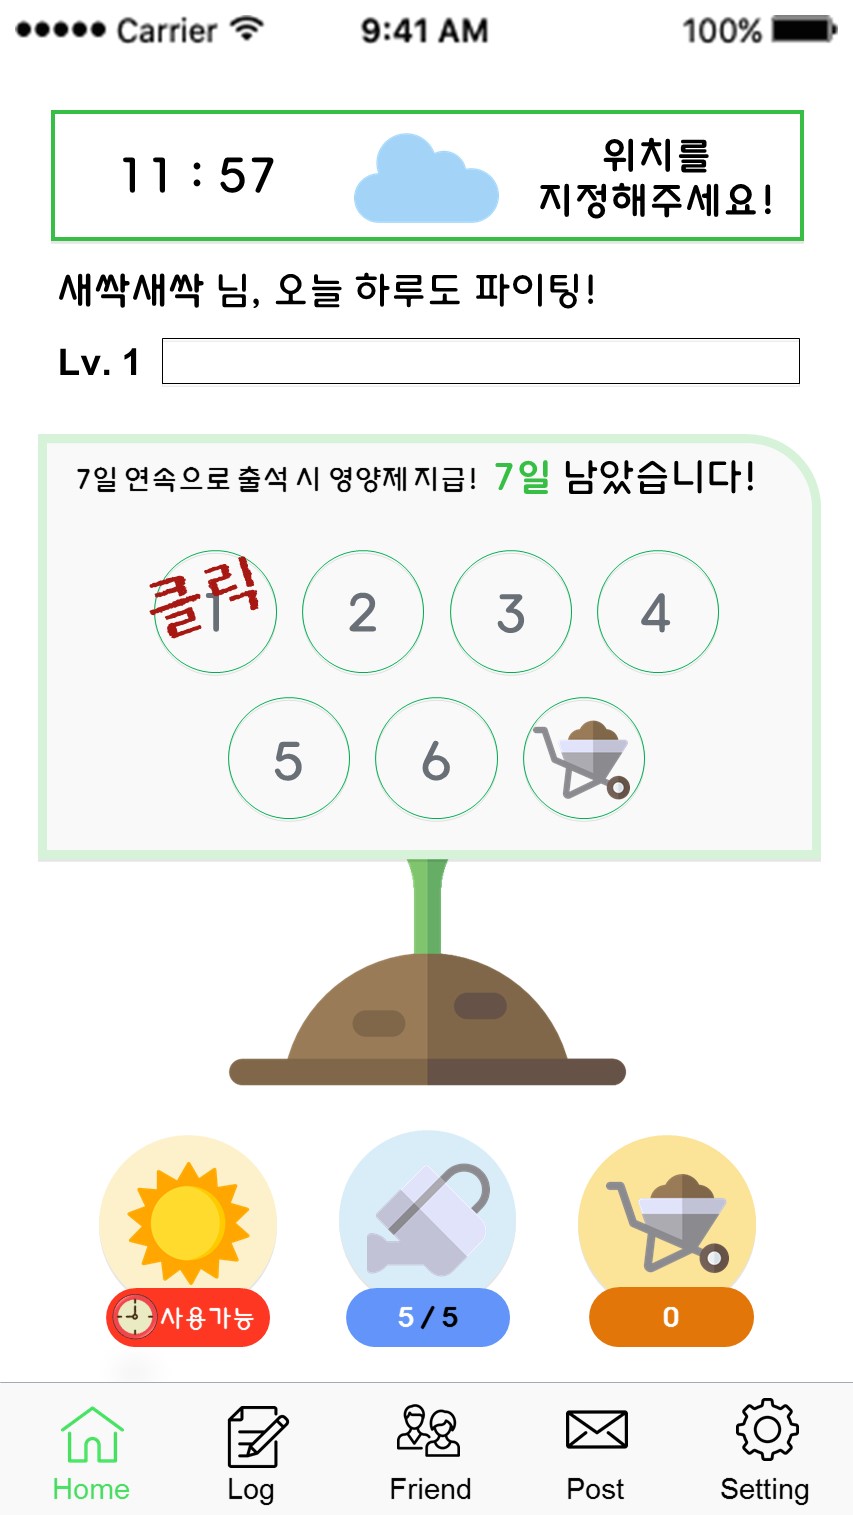 ●●●●● Carrier 9:41 AM 100%
11 : 57
위치를
지정해주세요!
새싹새싹 님, 오늘 하루도 파이팅!
Lv. 1
7일 연속으로 출석 시 영양제 지급! 7일 남았습니다!
클릭
1 2 3 4
5 6
사용가능 5 / 5 0
Home Log Friend Post Setting